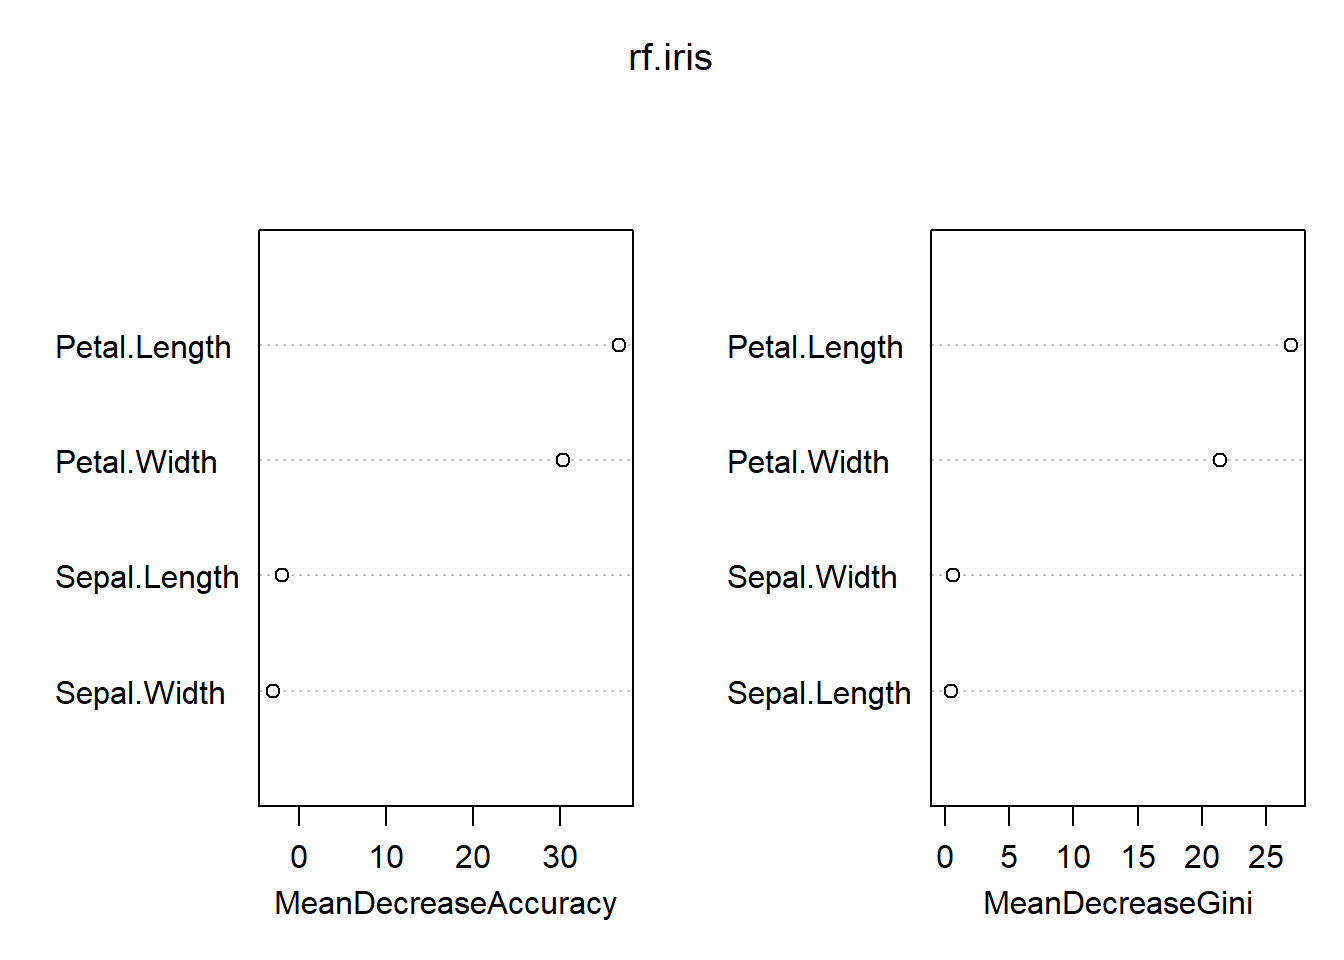 rf.iris
Petal.Length
Petal.Width
Sepal.Length
Sepal.Width
0 10 20 30
MeanDecreaseAccuracy
Petal.Length
Petal.Width
Sepal.Width
Sepal.Length
0 5 10 15 20 25
MeanDecreaseGini